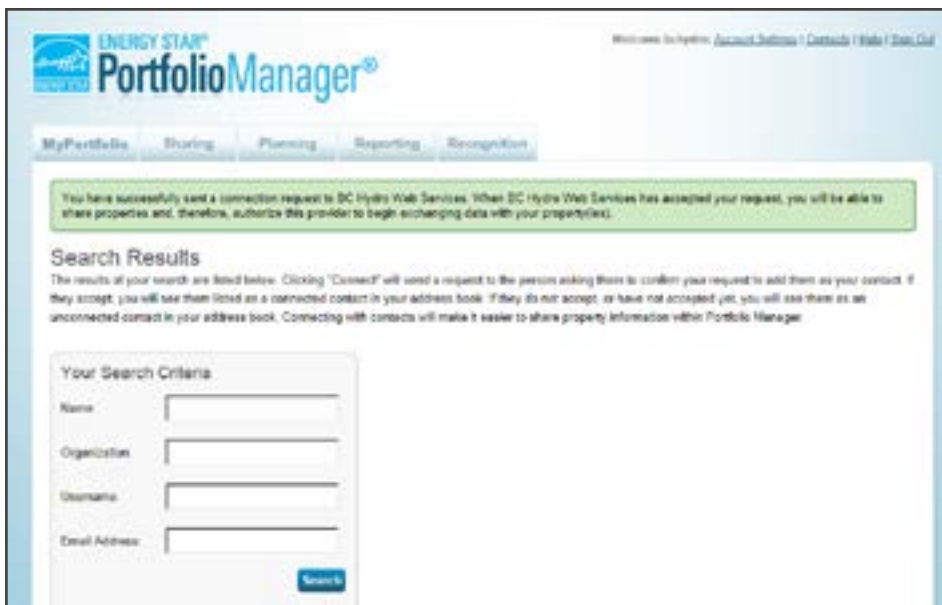 ENERGY STAR®
PortfolioManager®
Welcome bchydro: Account Settings | Contacts | Help | Sign Out
MyPortfolio Sharing Planning Reporting Recognition
You have successfully sent a connection request to BC Hydro Web Services. When BC Hydro Web Services has accepted your request, you will be able to
share properties and, therefore, authorize this provider to begin exchanging data with your property(ies).
Search Results
The results of your search are listed below. Clicking "Connect" will send a request to the person asking them to confirm your request to add them as your contact. If
they accept, you will see them listed as a connected contact in your address book. If they do not accept, or have not accepted yet, you will see them as an
unconnected contact in your address book. Connecting with contacts will make it easier to share property information within Portfolio Manager.
Your Search Criteria
Name
Organization
Username
Email Address
Search